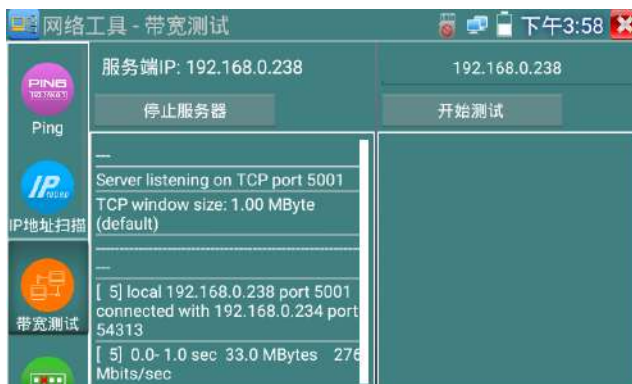 网络工具 - 带宽测试
下午3:58
服务端IP: 192.168.0.238
192.168.0.238
停止服务器
开始测试
PING
Ping
IP
IP地址扫描
带宽测试
---
Server listening on TCP port 5001
TCP window size: 1.00 MByte
(default)
------------------------------------------------------------
---
[ 5] local 192.168.0.238 port 5001
connected with 192.168.0.234 port
54313
[ 5] 0.0- 1.0 sec 33.0 MBytes 276
Mbits/sec